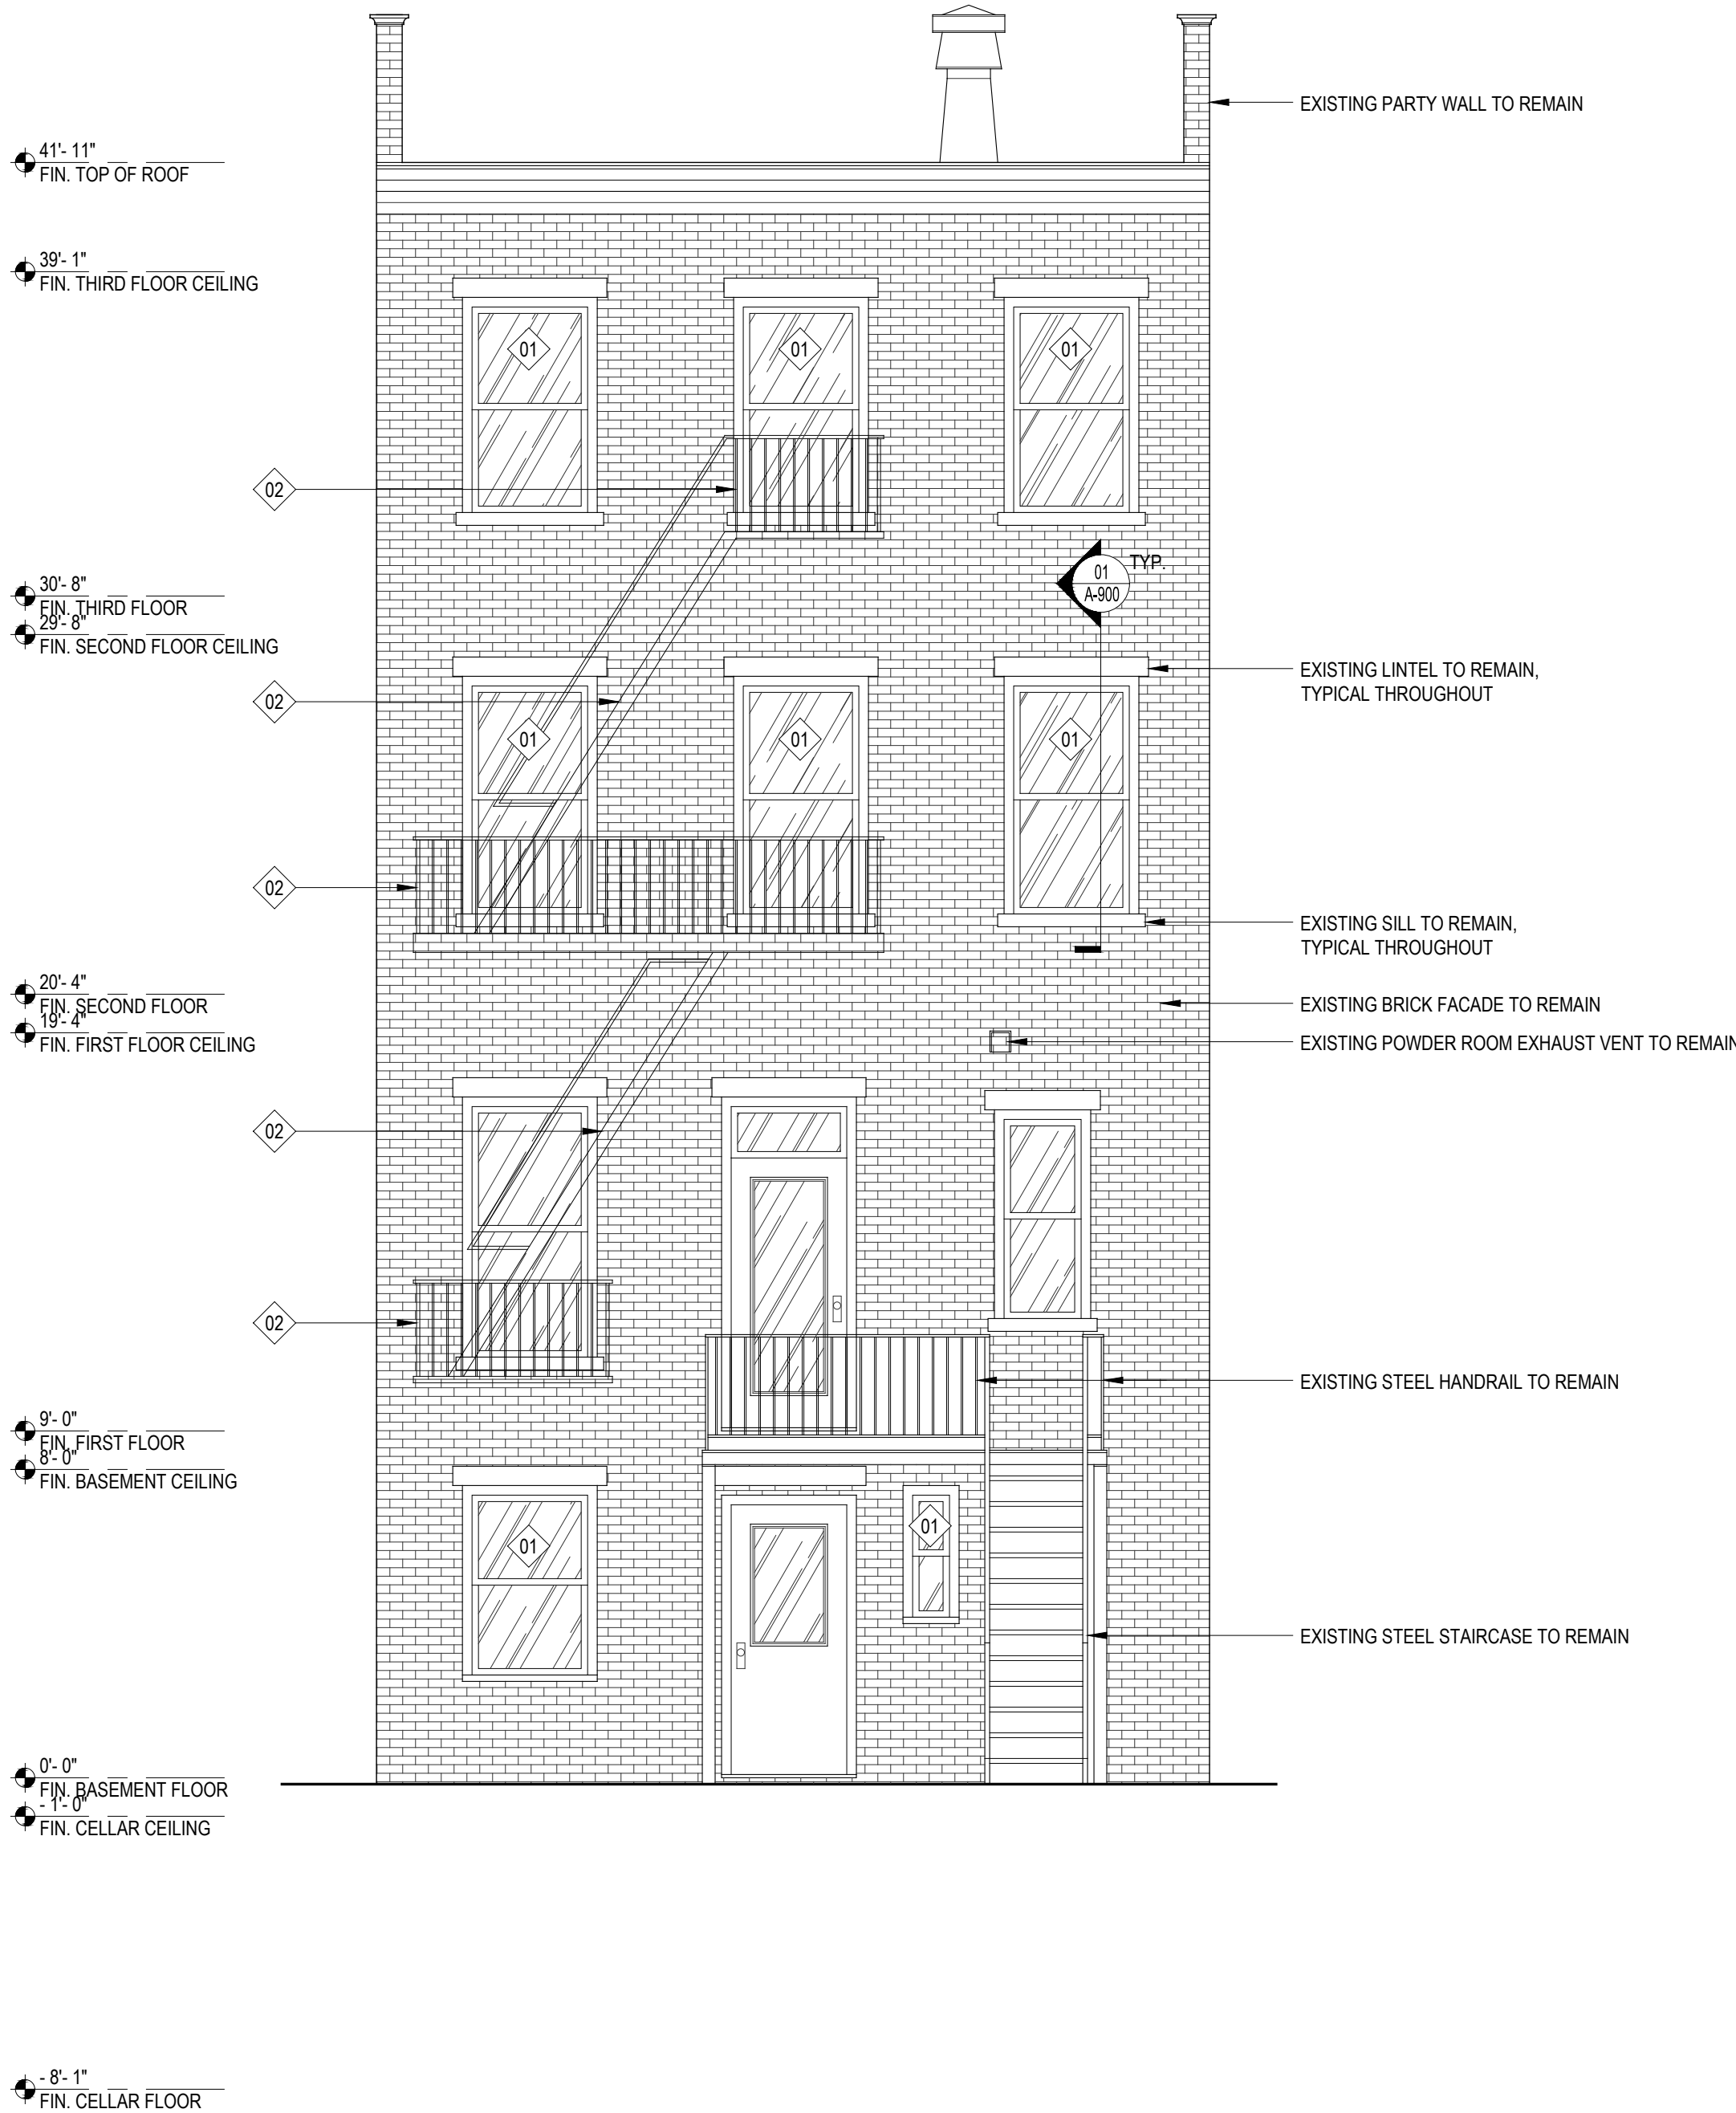 EXISTING PARTY WALL TO REMAIN
41'- 11"
FIN. TOP OF ROOF
39'- 1"
FIN. THIRD FLOOR CEILING
01
01
01
02
01
A-900
TYP.
30'- 8"
FIN. THIRD FLOOR
29'- 8"
FIN. SECOND FLOOR CEILING
EXISTING LINTEL TO REMAIN,
TYPICAL THROUGHOUT
02
01
01
01
02
EXISTING SILL TO REMAIN,
TYPICAL THROUGHOUT
20'- 4"
FIN. SECOND FLOOR
19'- 4"
FIN. FIRST FLOOR CEILING
EXISTING BRICK FACADE TO REMAIN
EXISTING POWDER ROOM EXHAUST VENT TO REMAIN
02
02
EXISTING STEEL HANDRAIL TO REMAIN
9'- 0"
FIN. FIRST FLOOR
8'- 0"
FIN. BASEMENT CEILING
01
01
EXISTING STEEL STAIRCASE TO REMAIN
0'- 0"
FIN. BASEMENT FLOOR
- 1'- 0"
FIN. CELLAR CEILING
- 8'- 1"
FIN. CELLAR FLOOR